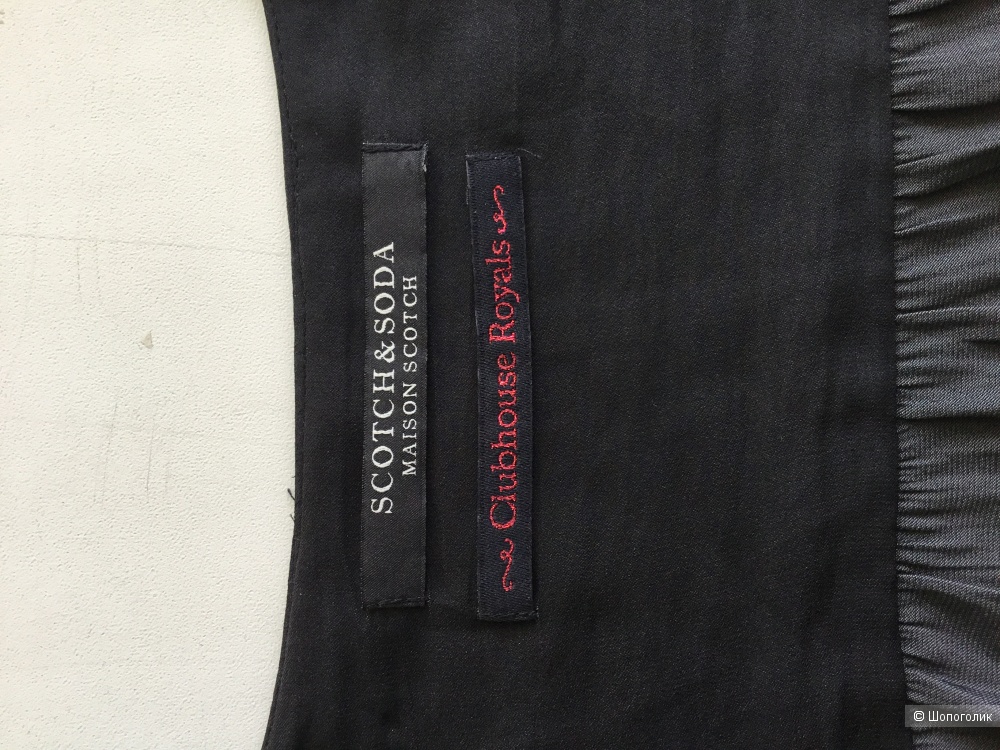 SCOTCH & SODA
MAISON SCOTCH
Clubhouse Royals
© Шопоголик